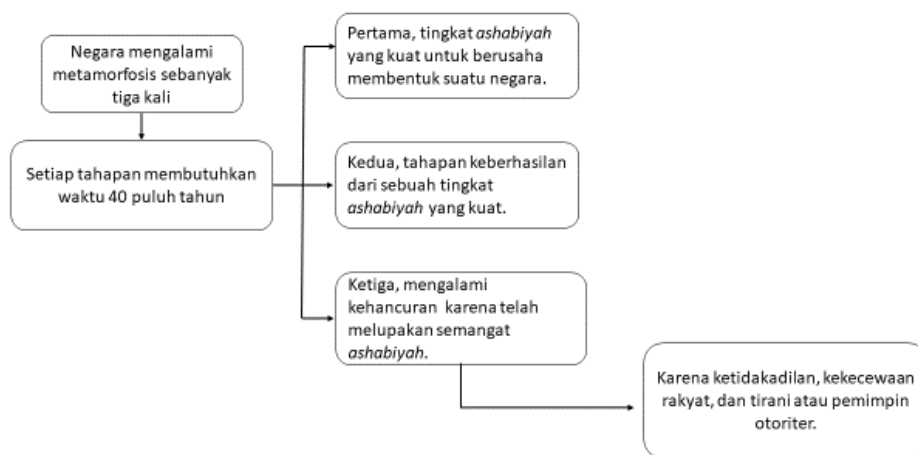 Negara mengalami
metamorfosis sebanyak
tiga kali
Setiap tahapan membutuhkan
waktu 40 puluh tahun
Pertama, tingkat ashabiyah
yang kuat untuk berusaha
membentuk suatu negara.
Kedua, tahapan keberhasilan
dari sebuah tingkat
ashabiyah yang kuat.
Ketiga, mengalami
kehancuran karena telah
melupakan semangat
ashabiyah.
Karena ketidakadilan, kekecewaan
rakyat, dan tirani atau pemimpin
otoriter.